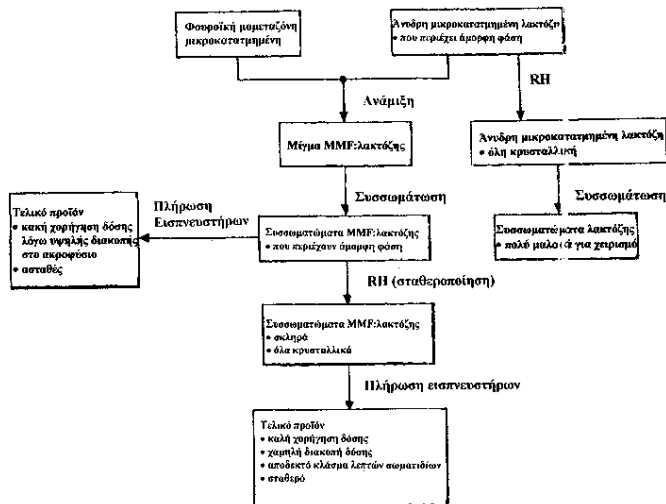 Φουροϊκή μομεταζόνη
μικροκατατμημένη
Άνυδρη μικροκατατμημένη λακτόζη
• που περιέχει άμορφη φάση
RH
Ανάμιξη
Μίγμα MMF:λακτόζης
Άνυδρη μικροκατατμημένη λακτόζη
• όλη κρυσταλλική
Συσσωμάτωση
Συσσωμάτωση
Πλήρωση
Εισπνευστήρων
Τελικό προϊόν
• κακή χορήγηση δόσης
λόγω υψηλής διακοπής
στο ακροφύσιο
• ασταθές
Συσσωματώματα MMF:λακτόζης
• που περιέχουν άμορφη φάση
Συσσωματώματα λακτόζης
• πολύ μαλακά για χειρισμό
RH (σταθεροποίηση)
Συσσωματώματα MMF:λακτόζης
• σκληρά
• όλα κρυσταλλικά
Πλήρωση εισπνευστήρων
Τελικό προϊόν
• καλή χορήγηση δόσης
• χαμηλή διακοπή δόσης
• αποδεκτό κλάσμα λεπτών σωματιδίων
• σταθερό